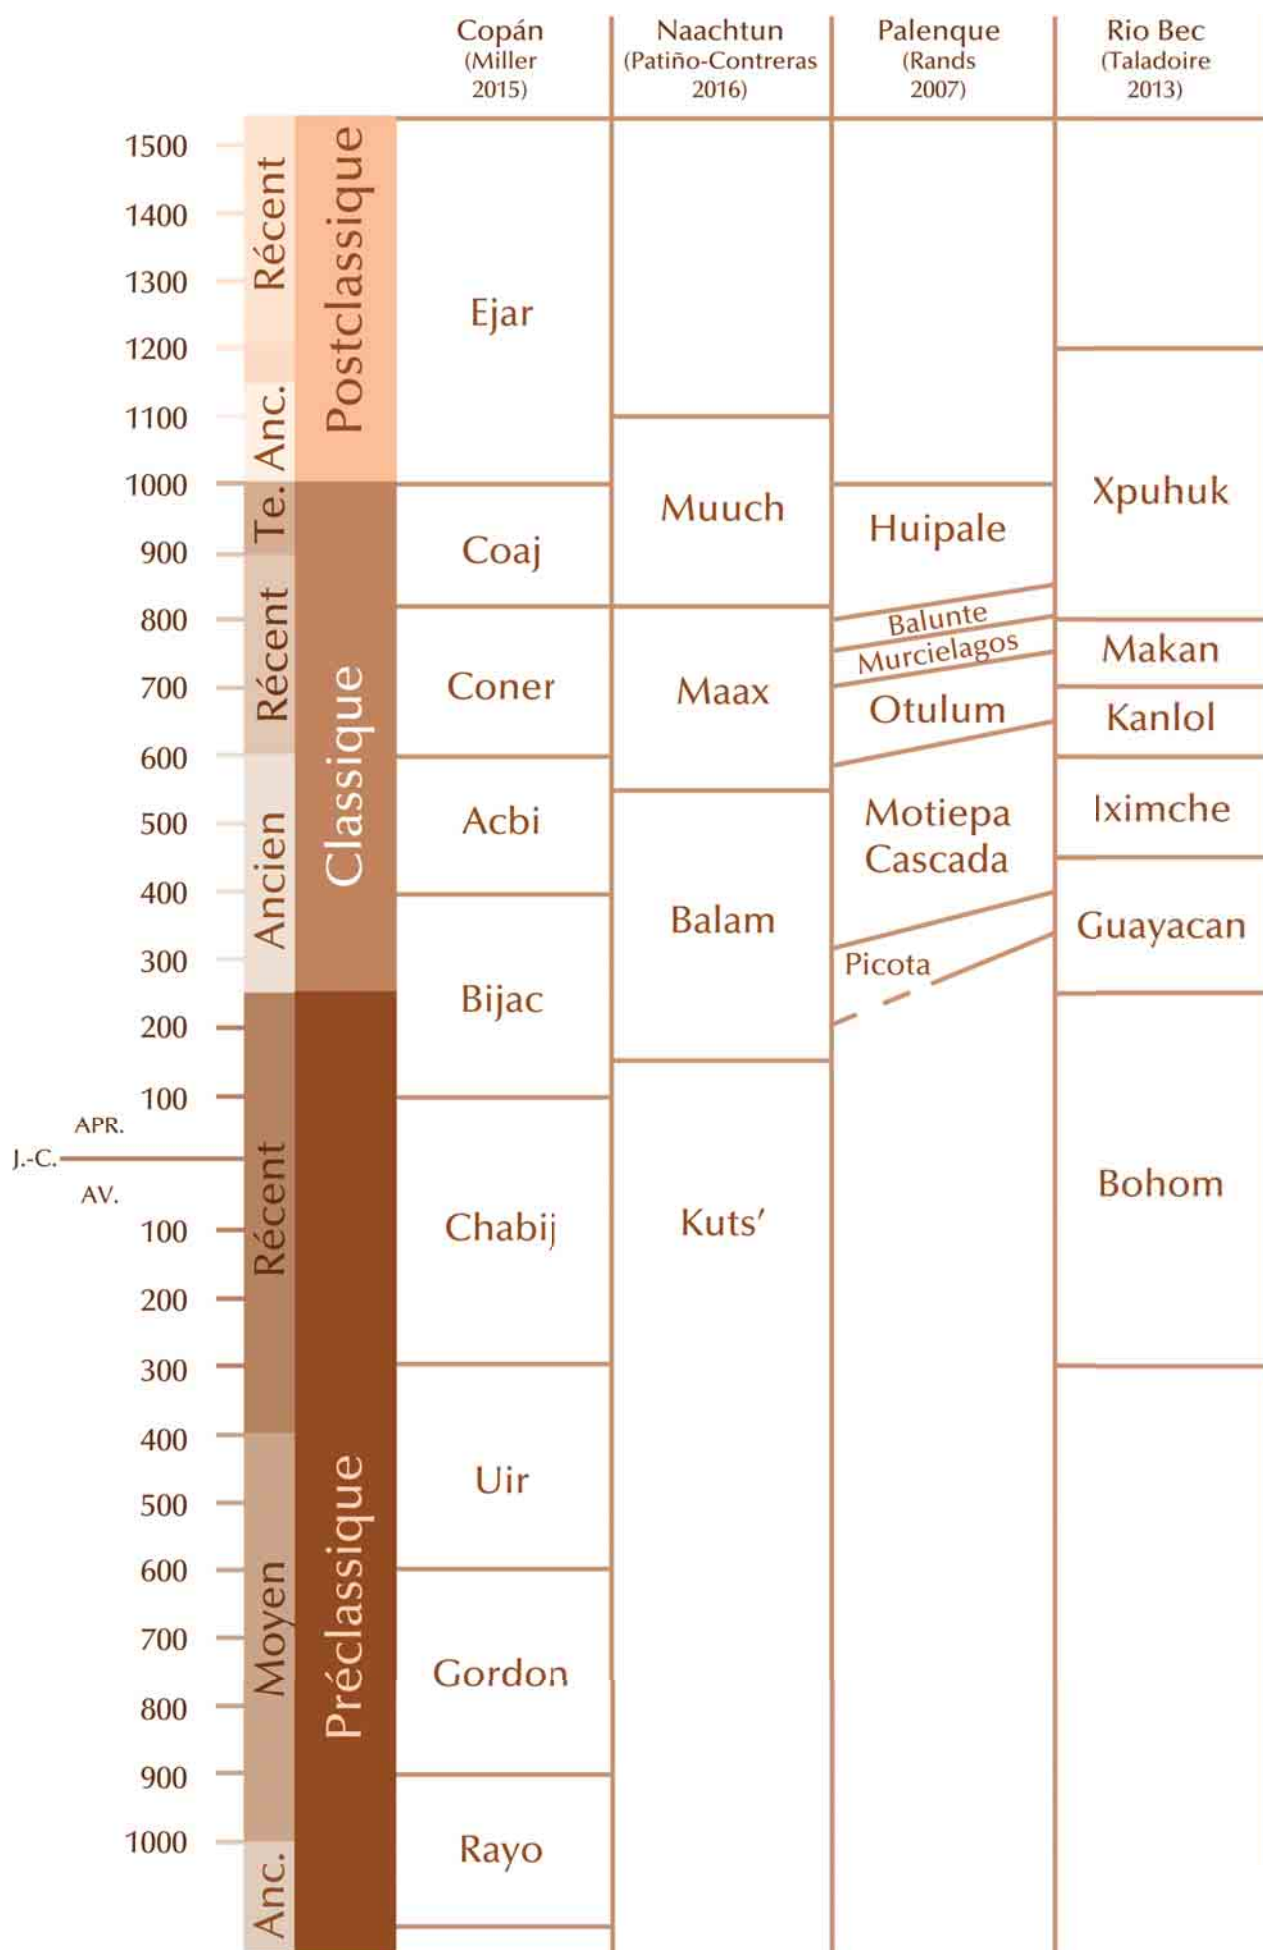 Copán
(Miller
2015)
Naachtun
(Patiño-Contreras
2016)
Palenque
(Rands
2007)
Rio Bec
(Taladoire
2013)
1500
1400
1300
1200
1100
1000
900
800
700
600
500
400
300
200
100
APR.
J.-C.
AV.
100
200
300
400
500
600
700
800
900
1000
Récent
Anc.
Te.
Récent
Ancien
Récent
Moyen
Anc.
Postclassique
Classique
Préclassique
Ejar
Coaj
Coner
Acbi
Bijac
Chabij
Uir
Gordon
Rayo
Muuch
Maax
Balam
Kuts’
Huipale
Balunte
Murcielagos
Otulum
Motiepa
Cascada
Picota
Xpuhuk
Makan
Kanlol
Iximche
Guayacan
Bohom